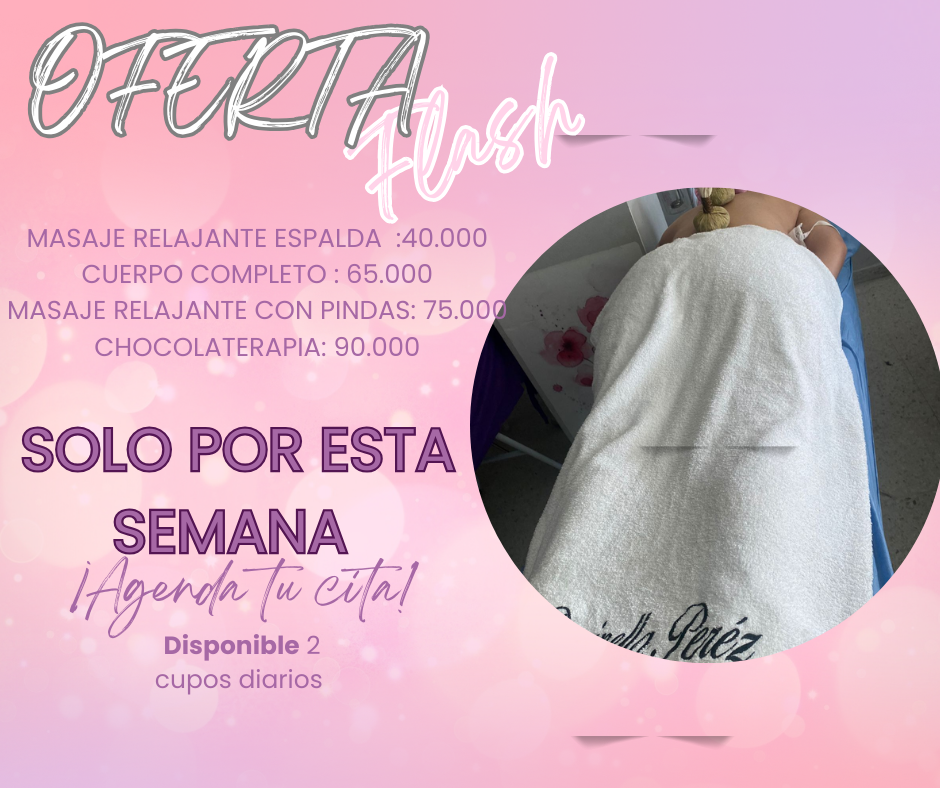 OFERTA
Flash
MASAJE RELAJANTE ESPALDA :40.000
CUERPO COMPLETO : 65.000
MASAJE RELAJANTE CON PINDAS: 75.000
CHOCOLATERAPIA: 90.000
SOLO POR ESTA
SEMANA
¡Agenda tu cita!
Disponible 2
cupos diarios
Peréz